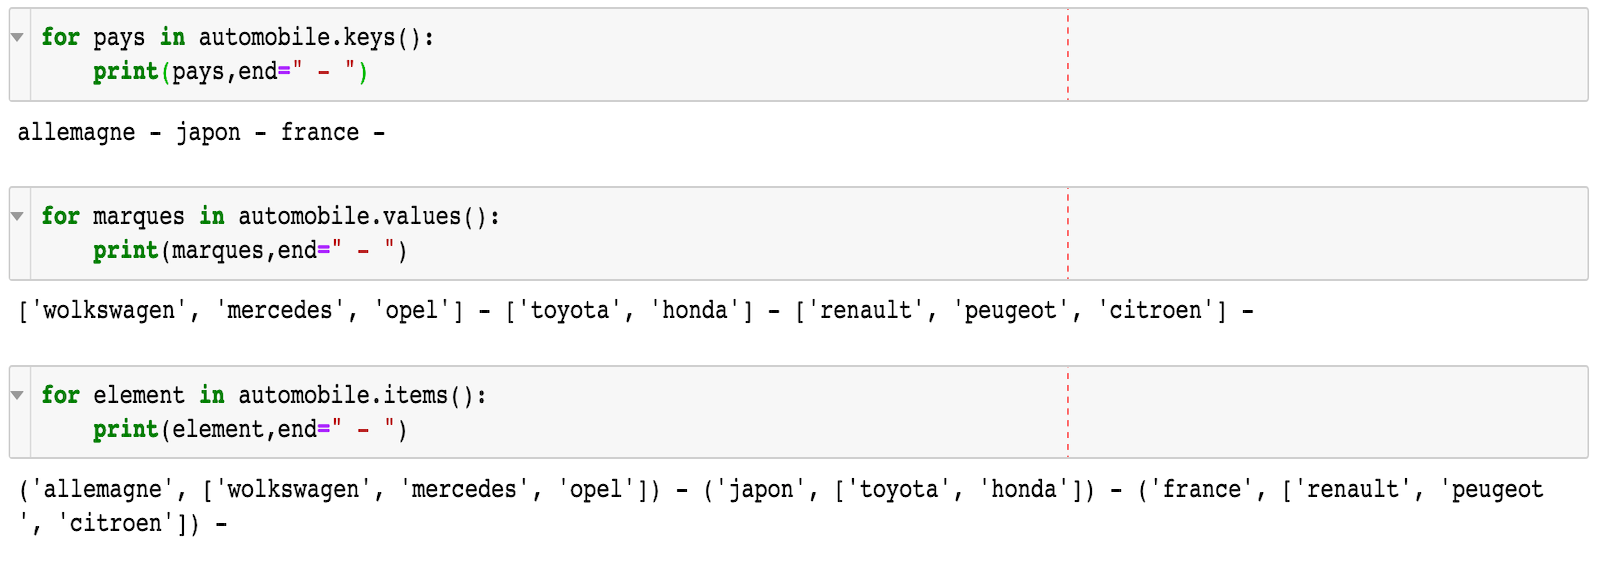 for pays in automobile.keys():
    print(pays,end=" - ")
allemagne - japon - france -
for marques in automobile.values():
    print(marques,end=" - ")
['wolkswagen', 'mercedes', 'opel'] - ['toyota', 'honda'] - ['renault', 'peugeot', 'citroen'] -
for element in automobile.items():
    print(element,end=" - ")
('allemagne', ['wolkswagen', 'mercedes', 'opel']) - ('japon', ['toyota', 'honda']) - ('france', ['renault', 'peugeot
', 'citroen']) -